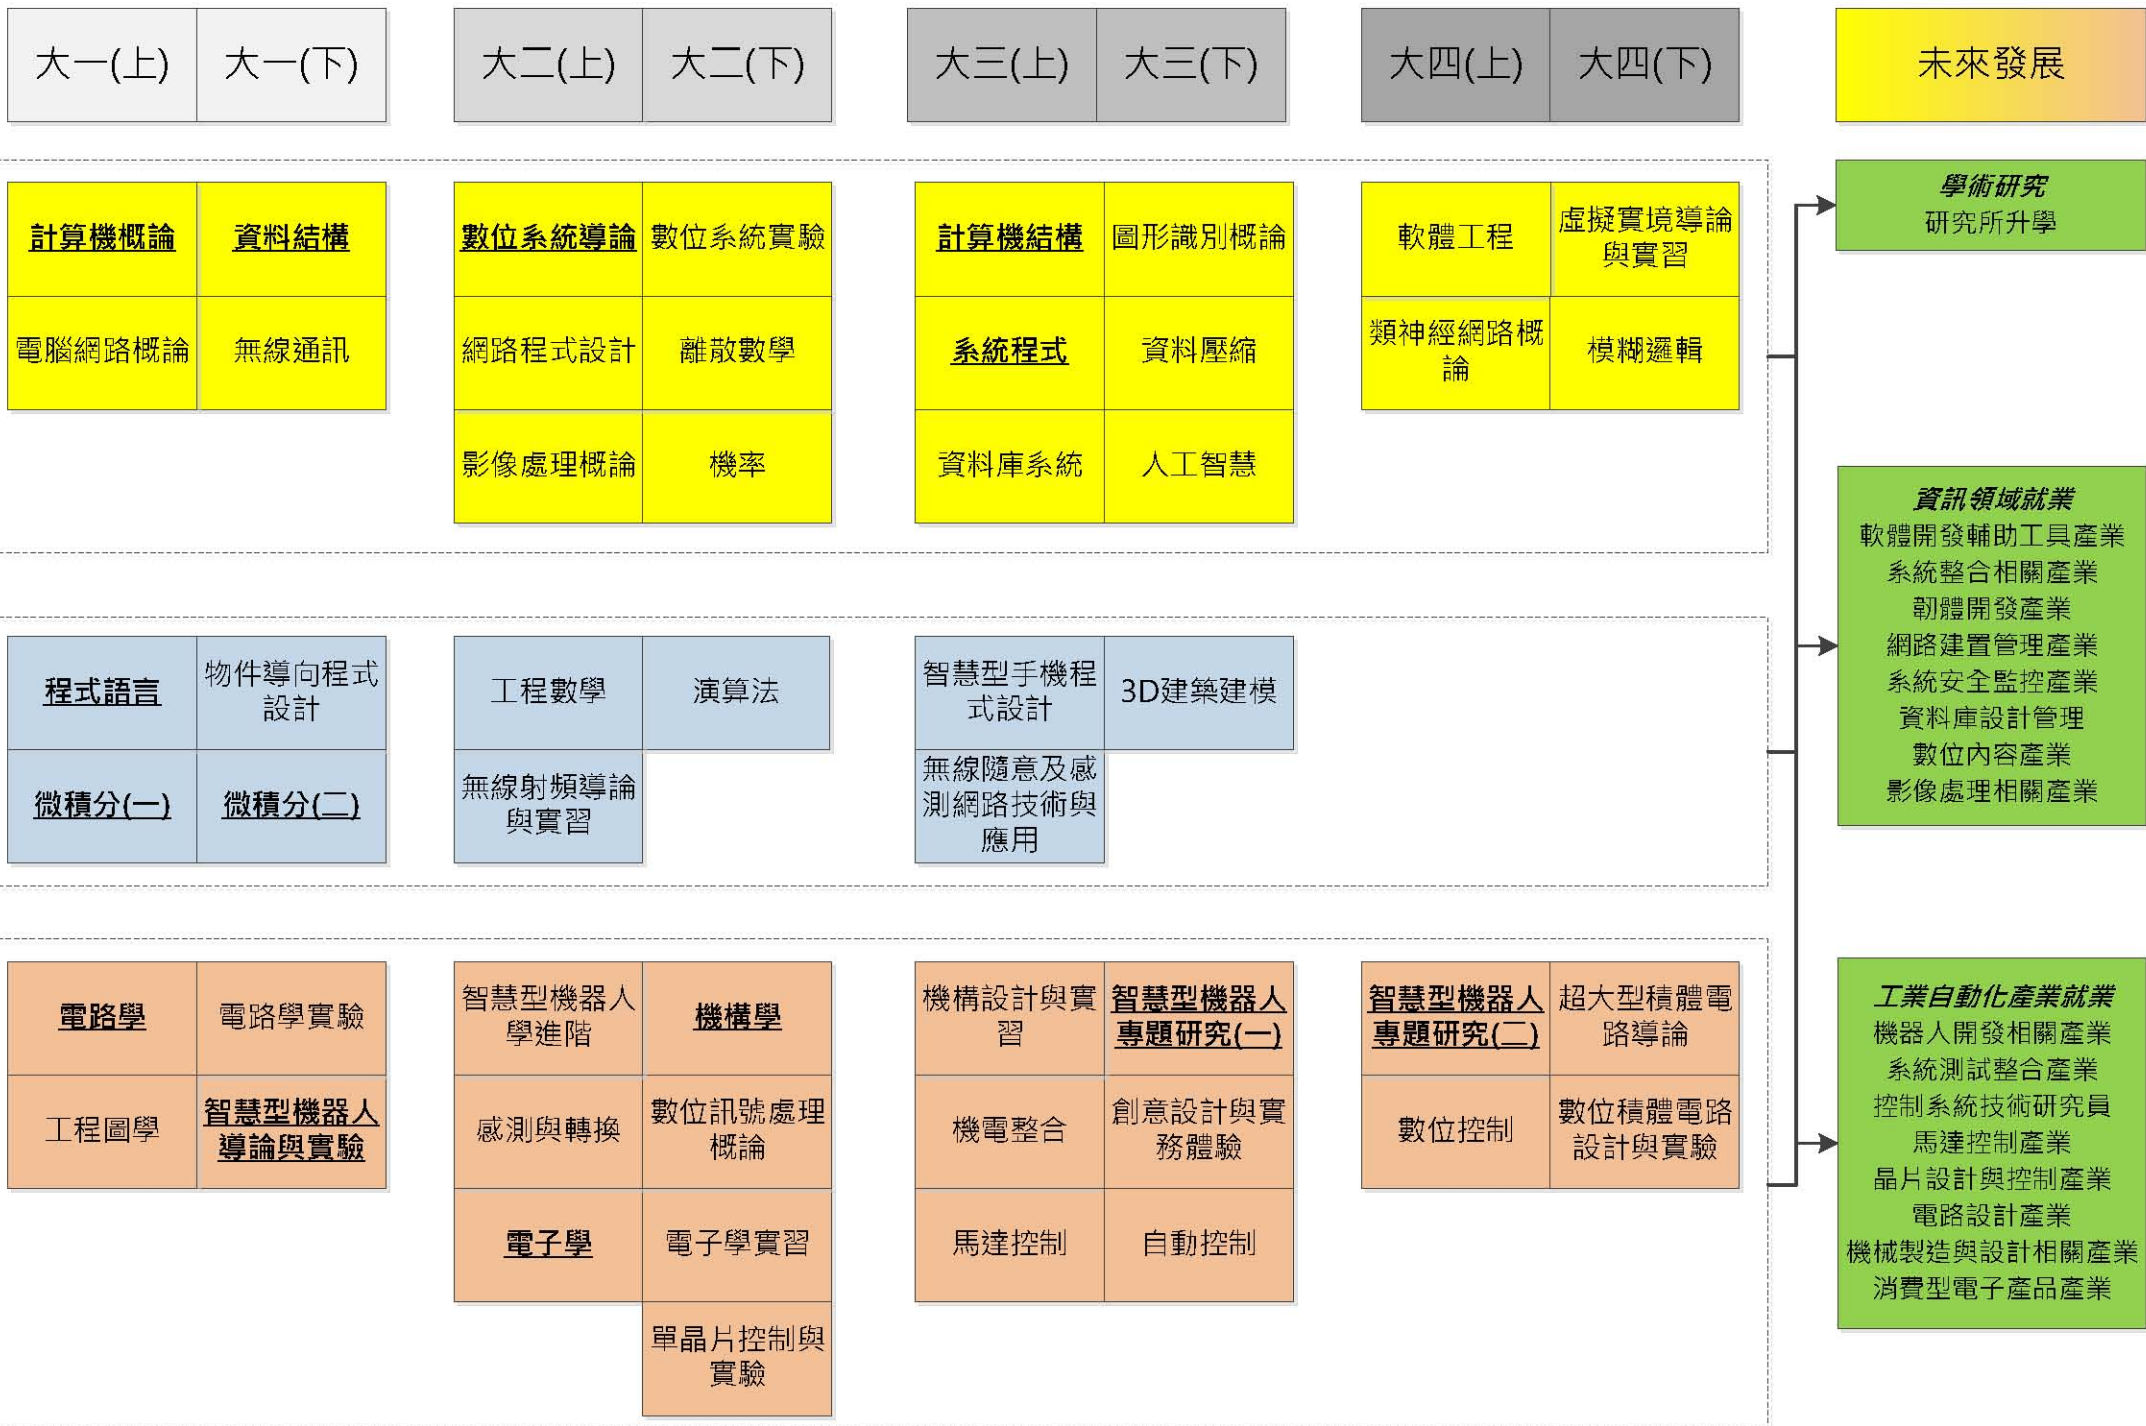 大一(上)
大一(下)
大二(上)
大二(下)
大三(上)
大三(下)
大四(上)
大四(下)
未來發展
計算機概論
資料結構
數位系統導論
數位系統實驗
計算機結構
圖形識別概論
軟體工程
虛擬實境導論
與實習
電腦網路概論
無線通訊
網路程式設計
離散數學
系統程式
資料壓縮
類神經網路概
論
模糊邏輯
影像處理概論
機率
資料庫系統
人工智慧
程式語言
物件導向程式
設計
工程數學
演算法
智慧型手機程
式設計
3D建築建模
微積分(一)
微積分(二)
無線射頻導論
與實習
無線隨意及感
測網路技術與
應用
電路學
電路學實驗
智慧型機器人
學進階
機構學
機構設計與實
習
智慧型機器人
專題研究(一)
智慧型機器人
專題研究(二)
超大型積體電
路導論
工程圖學
智慧型機器人
導論與實驗
感測與轉換
數位訊號處理
概論
機電整合
創意設計與實
務體驗
數位控制
數位積體電路
設計與實驗
電子學
電子學實習
馬達控制
自動控制
單晶片控制與
實驗
學術研究
研究所升學
資訊領域就業
軟體開發輔助工具產業
系統整合相關產業
韌體開發產業
網路建置管理產業
系統安全監控產業
資料庫設計管理
數位內容產業
影像處理相關產業
工業自動化產業就業
機器人開發相關產業
系統測試整合產業
控制系統技術研究員
馬達控制產業
晶片設計與控制產業
電路設計產業
機械製造與設計相關產業
消費型電子產品產業